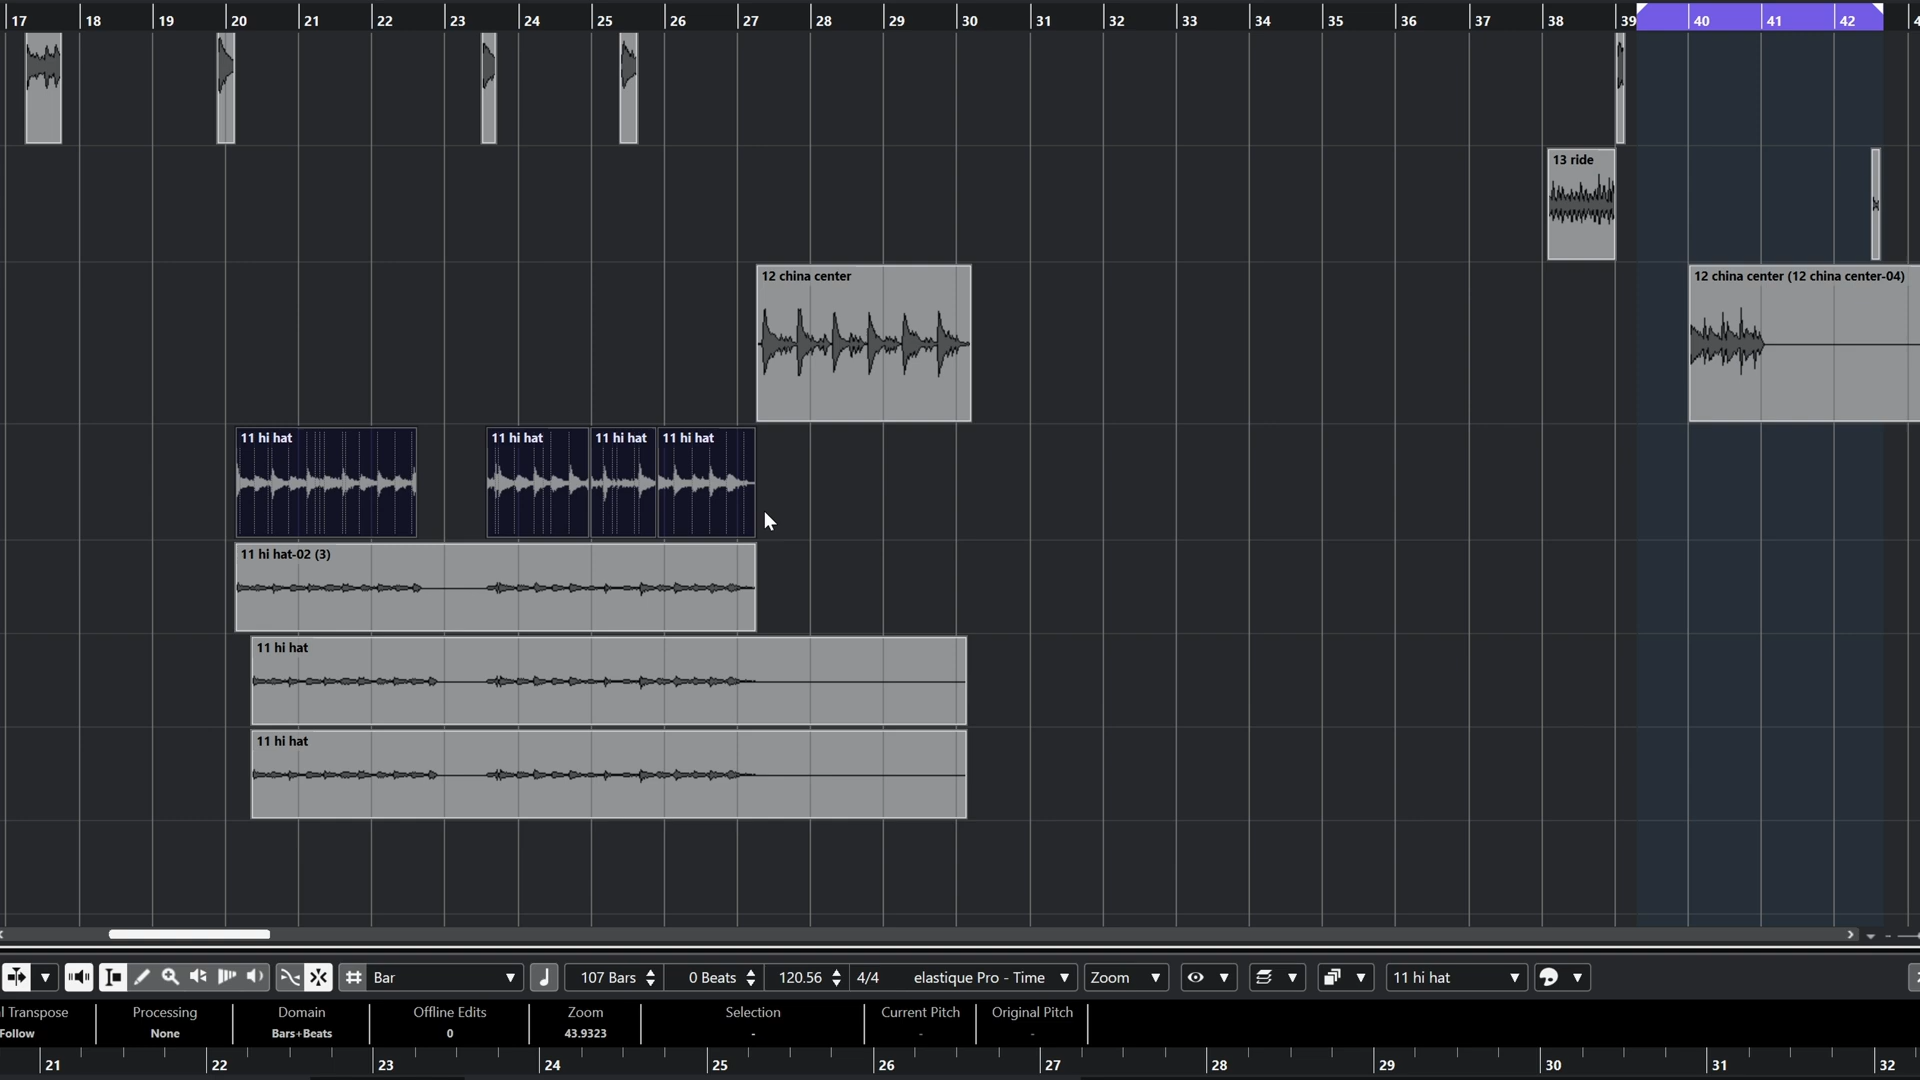 17 18 19 20 21 22 23 24 25 26 27 28 29 30 31 32 33 34 35 36 37 38 39 40 41 42
13 ride
12 china center
12 china center (12 china center-04)
11 hi hat 11 hi hat 11 hi hat 11 hi hat
11 hi hat-02 (3)
11 hi hat
11 hi hat
Bar 107 Bars 0 Beats 120.56 4/4 elastique Pro - Time Zoom 11 hi hat
l Transpose Processing Domain Offline Edits Zoom Selection Current Pitch Original Pitch
Follow None Bars+Beats 0 43.9323 - - -
21 22 23 24 25 26 27 28 29 30 31 32